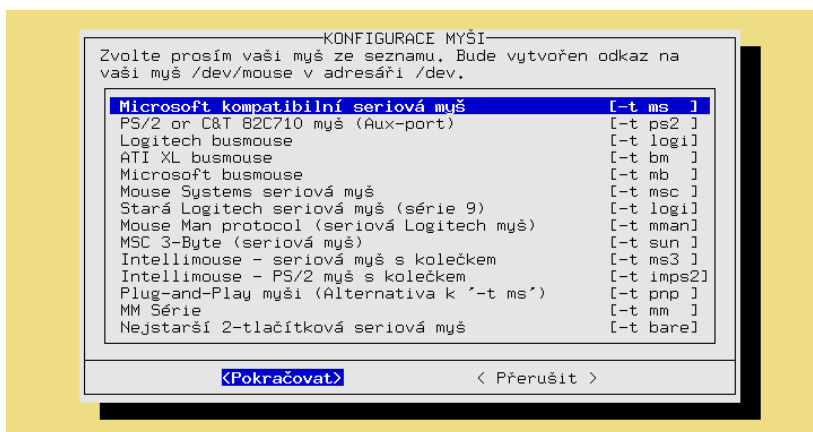 KONFIGURACE MYŠI
Zvolte prosím vaši myš ze seznamu. Bude vytvořen odkaz na
vaši myš /dev/mouse v adresáři /dev.
Microsoft kompatibilní seriová myš [-t ms ]
PS/2 or C&T 82C710 myš (Aux-port) [-t ps2 ]
Logitech busmouse [-t logi]
ATI XL busmouse [-t bm ]
Microsoft busmouse [-t mb ]
Mouse Systems seriová myš [-t msc ]
Stará Logitech seriová myš (série 9) [-t logi]
Mouse Man protocol (seriová Logitech myš) [-t mman]
MSC 3-Byte (seriová myš) [-t sun ]
Intellimouse - seriová myš s kolečkem [-t ms3 ]
Intellimouse - PS/2 myš s kolečkem [-t imps2]
Plug-and-Play myši (Alternativa k ´-t ms´) [-t pnp ]
MM Série [-t mm ]
Nejstarší 2-tlačítková seriová myš [-t bare]
<Pokračovat> < Přerušit >